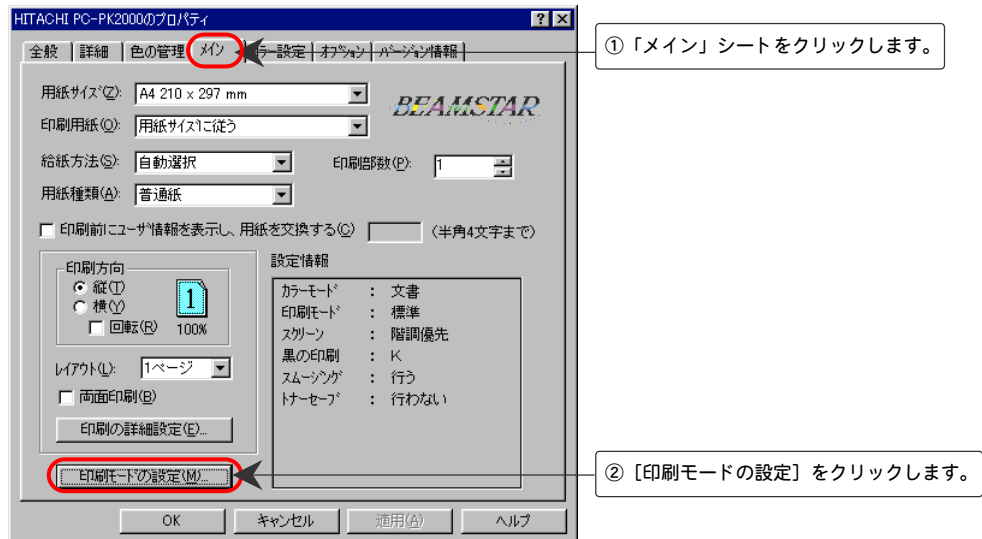 HITACHI PC-PK2000のプロパティ
全般 詳細 色の管理 メイン ラー設定 オプション バージョン情報
①「メイン」シートをクリックします。
用紙サイズ(Z): A4 210 x 297 mm
BEAMSTAR
印刷用紙(O): 用紙サイズに従う
給紙方法(S): 自動選択 印刷部数(P): 1
用紙種類(A): 普通紙
印刷前にユーザ情報を表示し、用紙を交換する(C) (半角4文字まで)
印刷方向
縦(T)
横(Y)
回転(R) 100%
1
レイアウト(L): 1ページ
両面印刷(B)
印刷の詳細設定(E)...
印刷モードの設定(M)...
設定情報
カラーモード : 文書
印刷モード : 標準
スクリーン : 階調優先
黒の印刷 : K
スムージング : 行う
トナーセーブ : 行わない
②［印刷モードの設定］をクリックします。
OK キャンセル 適用(A) ヘルプ